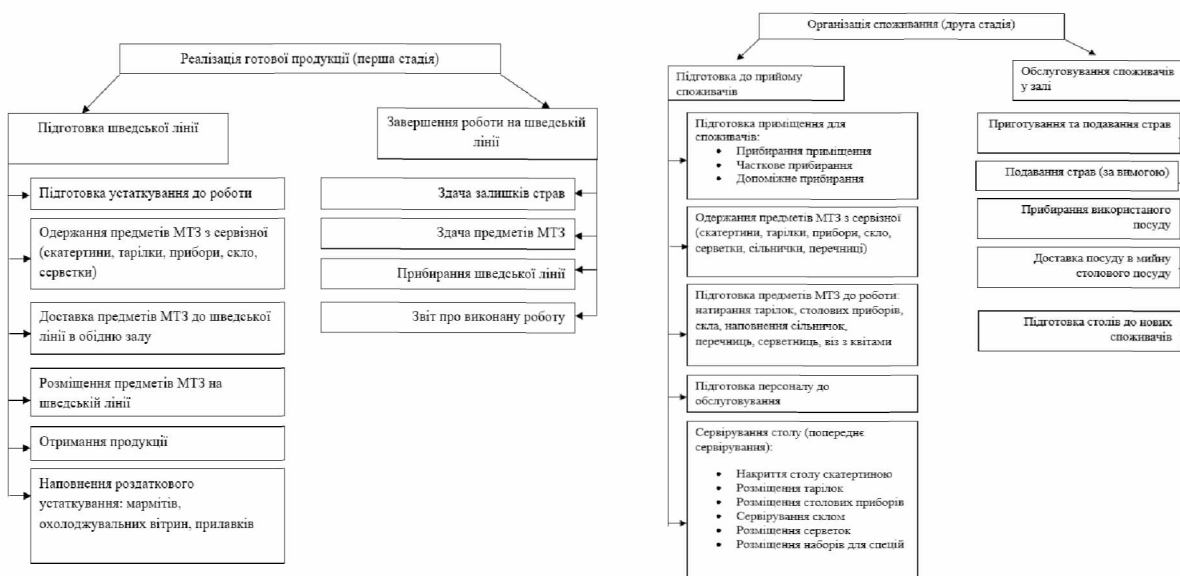 Реалізація готової продукції (перша стадія)
Підготовка шведської лінії
Підготовка устаткування до роботи
Одержання предметів МТЗ з сервізної
(скатертини, тарілки, прибори, скло,
серветки)
Доставка предметів МТЗ до шведської
лінії в обідню залу
Розміщення предметів МТЗ на
шведській лінії
Отримання продукції
Наповнення роздаткового
устаткування: мармітів,
охолоджувальних вітрин, прилавків
Завершення роботи на шведській
лінії
Здача залишків страв
Здача предметів МТЗ
Прибирання шведської лінії
Звіт про виконану роботу
Організація споживання (друга стадія)
Підготовка до прийому
споживачів
Підготовка приміщення для
споживачів:
• Прибирання приміщення
• Часткове прибирання
• Допоміжне прибирання
Одержання предметів МТЗ з сервізної
(скатертини, тарілки, прибори, скло,
серветки, сільнички, перечниці)
Підготовка предметів МТЗ до роботи:
натирання тарілок, столових приборів,
скла, наповнення сільничок,
перечниць, серветниць, віз з квітами
Підготовка персоналу до
обслуговування
Сервірування столу (попереднє
сервірування):
• Накриття столу скатертиною
• Розміщення тарілок
• Розміщення столових приборів
• Сервірування склом
• Розміщення серветок
• Розміщення наборів для спецій
Обслуговування споживачів
у залі
Приготування та подавання страв
Подавання страв (за вимогою)
Прибирання використаного
посуду
Доставка посуду в мийну
столового посуду
Підготовка столів до нових
споживачів